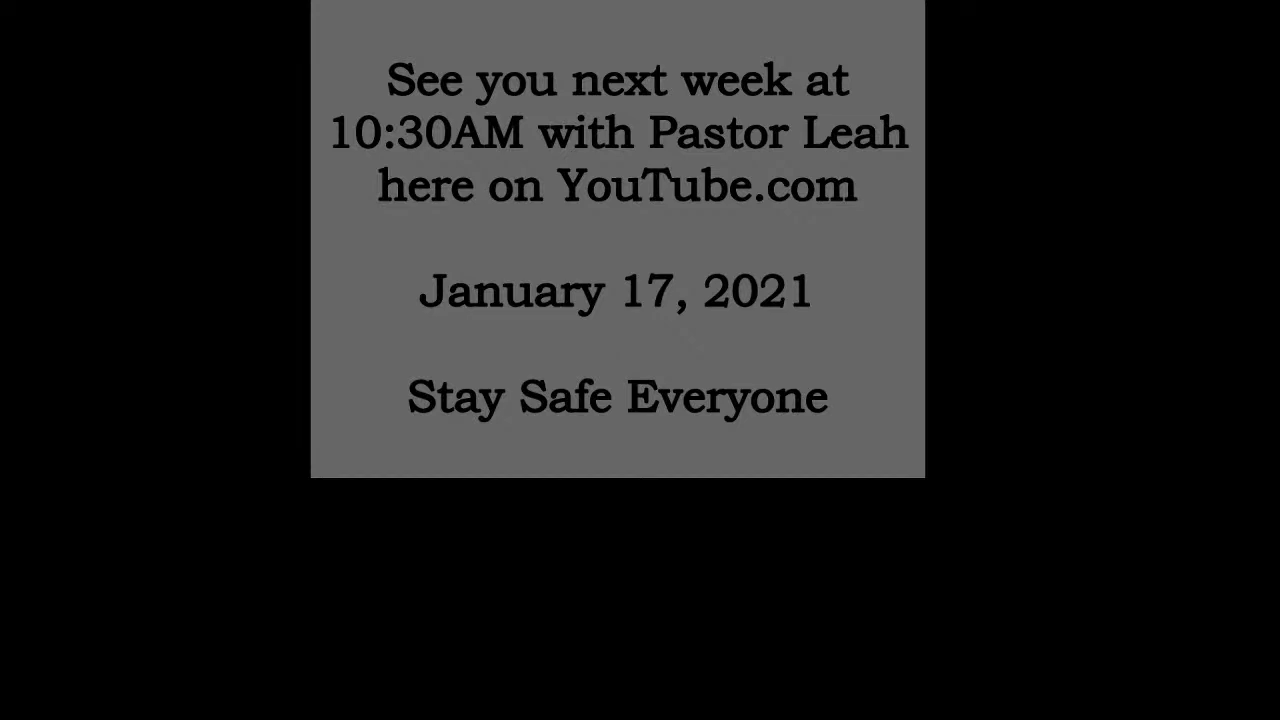 See you next week at
10:30AM with Pastor Leah
here on YouTube.com
January 17, 2021
Stay Safe Everyone